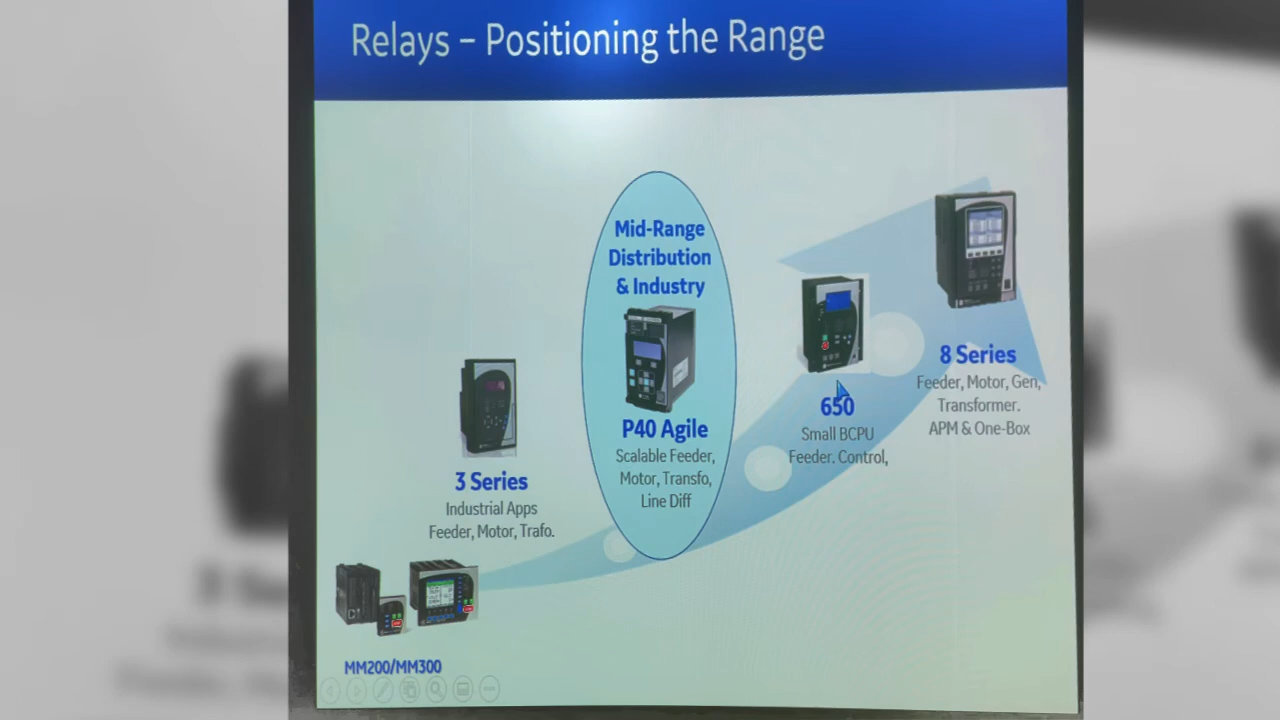 Relays – Positioning the Range
Mid-Range
Distribution
& Industry
P40 Agile
Scalable Feeder,
Motor, Transfo,
Line Diff
3 Series
Industrial Apps
Feeder, Motor, Trafo.
650
Small BCPU
Feeder. Control,
8 Series
Feeder, Motor, Gen,
Transformer.
APM & One-Box
MM200/MM300